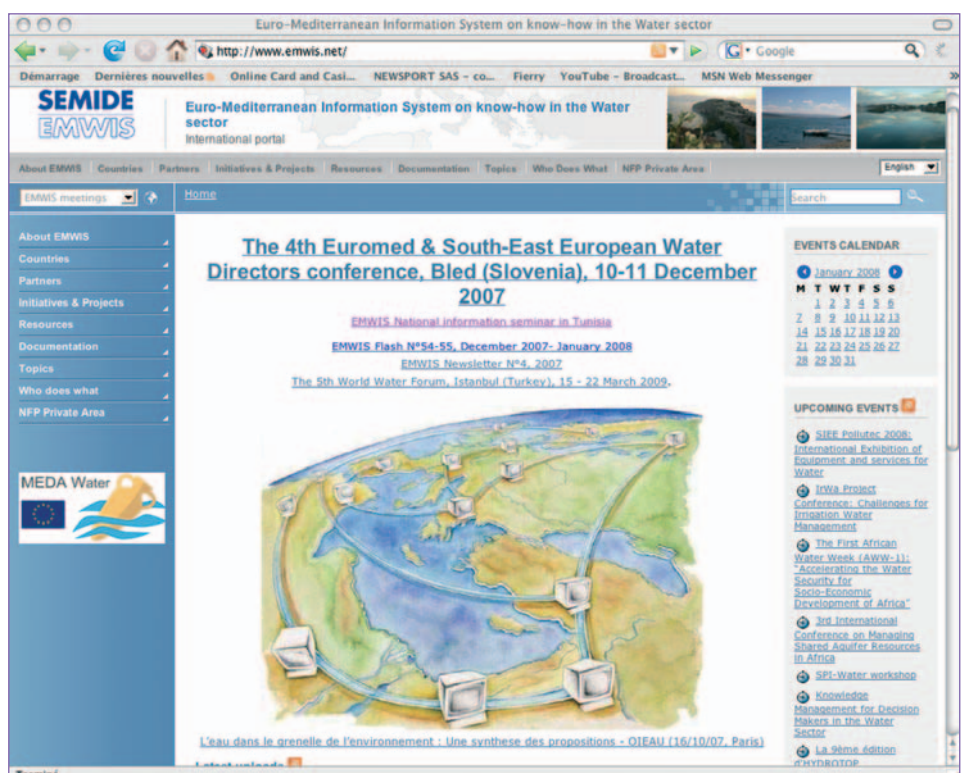 Euro-Mediterranean Information System on know-how in the Water sector
http://www.emwis.net/
G Google
Démarrage Dernières nouvelles Online Card and Casi... NEWSPORT SAS – co... Fierry YouTube – Broadcast... MSN Web Messenger
SEMIDE
EMWIS
Euro-Mediterranean Information System on know-how in the Water
sector
International portal
About EMWIS Countries Partners Initiatives & Projects Resources Documentation Topics Who Does What NFP Private Area
English
EMWIS meetings
Home
Search
About EMWIS
Countries
Partners
Initiatives & Projects
Resources
Documentation
Topics
Who does what
NFP Private Area
MEDA Water
The 4th Euromed & South-East European Water
Directors conference, Bled (Slovenia), 10-11 December
2007
EMWIS National information seminar in Tunisia
EMWIS Flash N°54-55, December 2007- January 2008
EMWIS Newsletter N°4, 2007
The 5th World Water Forum, Istanbul (Turkey), 15 - 22 March 2009.
L'eau dans le grenelle de l'environnement : Une synthese des propositions - OIEAU (16/10/07, Paris)
Latest uploads
EVENTS CALENDAR
January 2008
M T W T F S S
1 2 3 4 5 6
7 8 9 10 11 12 13
14 15 16 17 18 19 20
21 22 23 24 25 26 27
28 29 30 31
UPCOMING EVENTS
SIEE Pollutec 2008:
International Exhibition of
Equipment and services for
Water
IrWa Project
Conference: Challenges for
Irrigation Water
Management
The First African
Water Week (AWW-1):
"Accelerating the Water
Security for
Socio-Economic
Development of Africa"
3rd International
Conference on Managing
Shared Aquifer Resources
in Africa
SPI-Water workshop
Knowledge
Management for Decision
Makers in the Water
Sector
La 9ème édition
d'HYDROTOP
Terminé